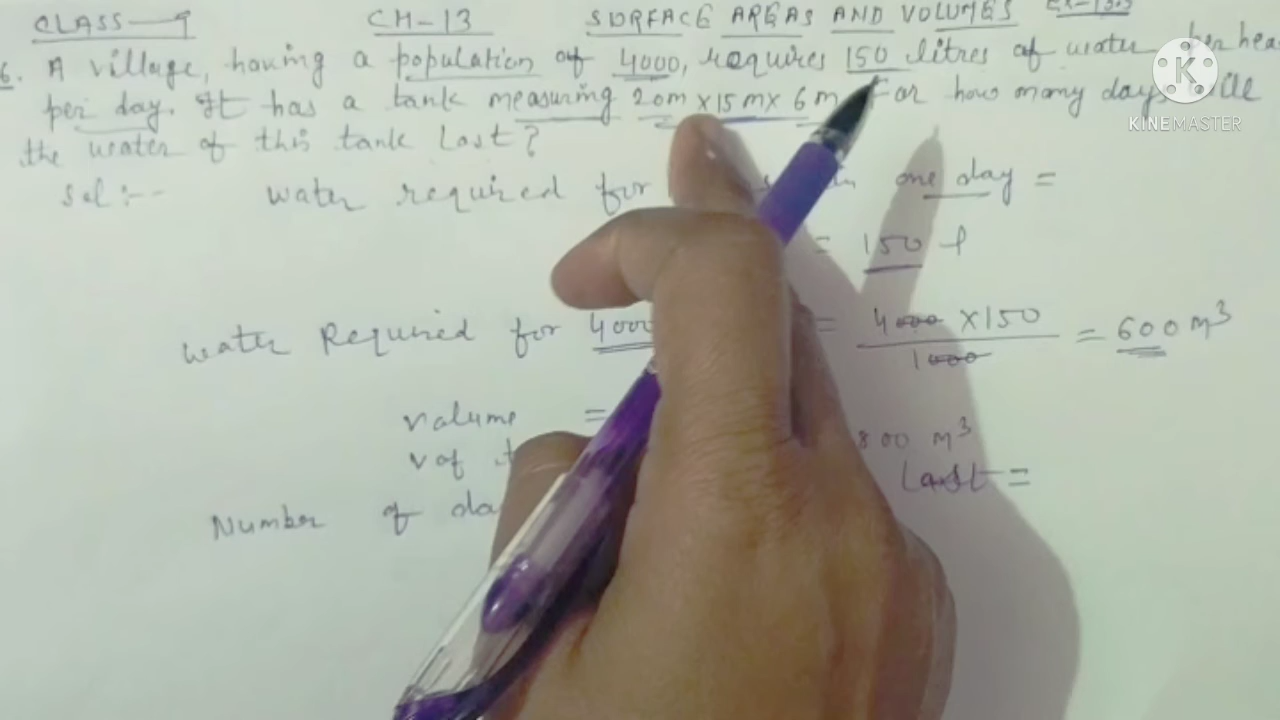 CLASS-9 CH-13 SURFACE AREAS AND VOLUMES
6. A village, having a population of 4000, requires 150 litres of water per head
per day. It has a tank measuring 20m × 15m × 6m For how many days
the water of this tank last?
Sol:-- water required for one day =
= 150 l
water Required for 4000 = 4000 × 150 / 1000 = 600 m³
volume =
of 800 m³
Number of last =
K
KINEMASTER